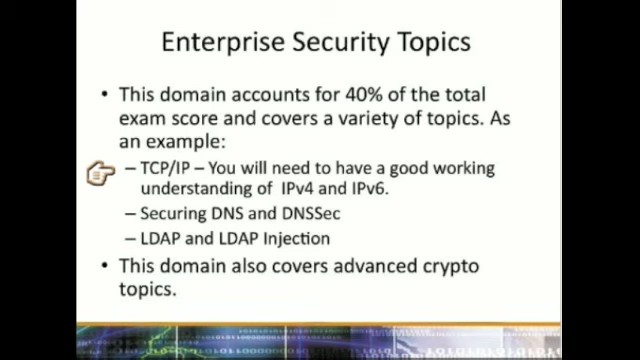 Enterprise Security Topics
• This domain accounts for 40% of the total
exam score and covers a variety of topics. As
an example:
– TCP/IP – You will need to have a good working
understanding of IPv4 and IPv6.
– Securing DNS and DNSSec
– LDAP and LDAP Injection
• This domain also covers advanced crypto
topics.